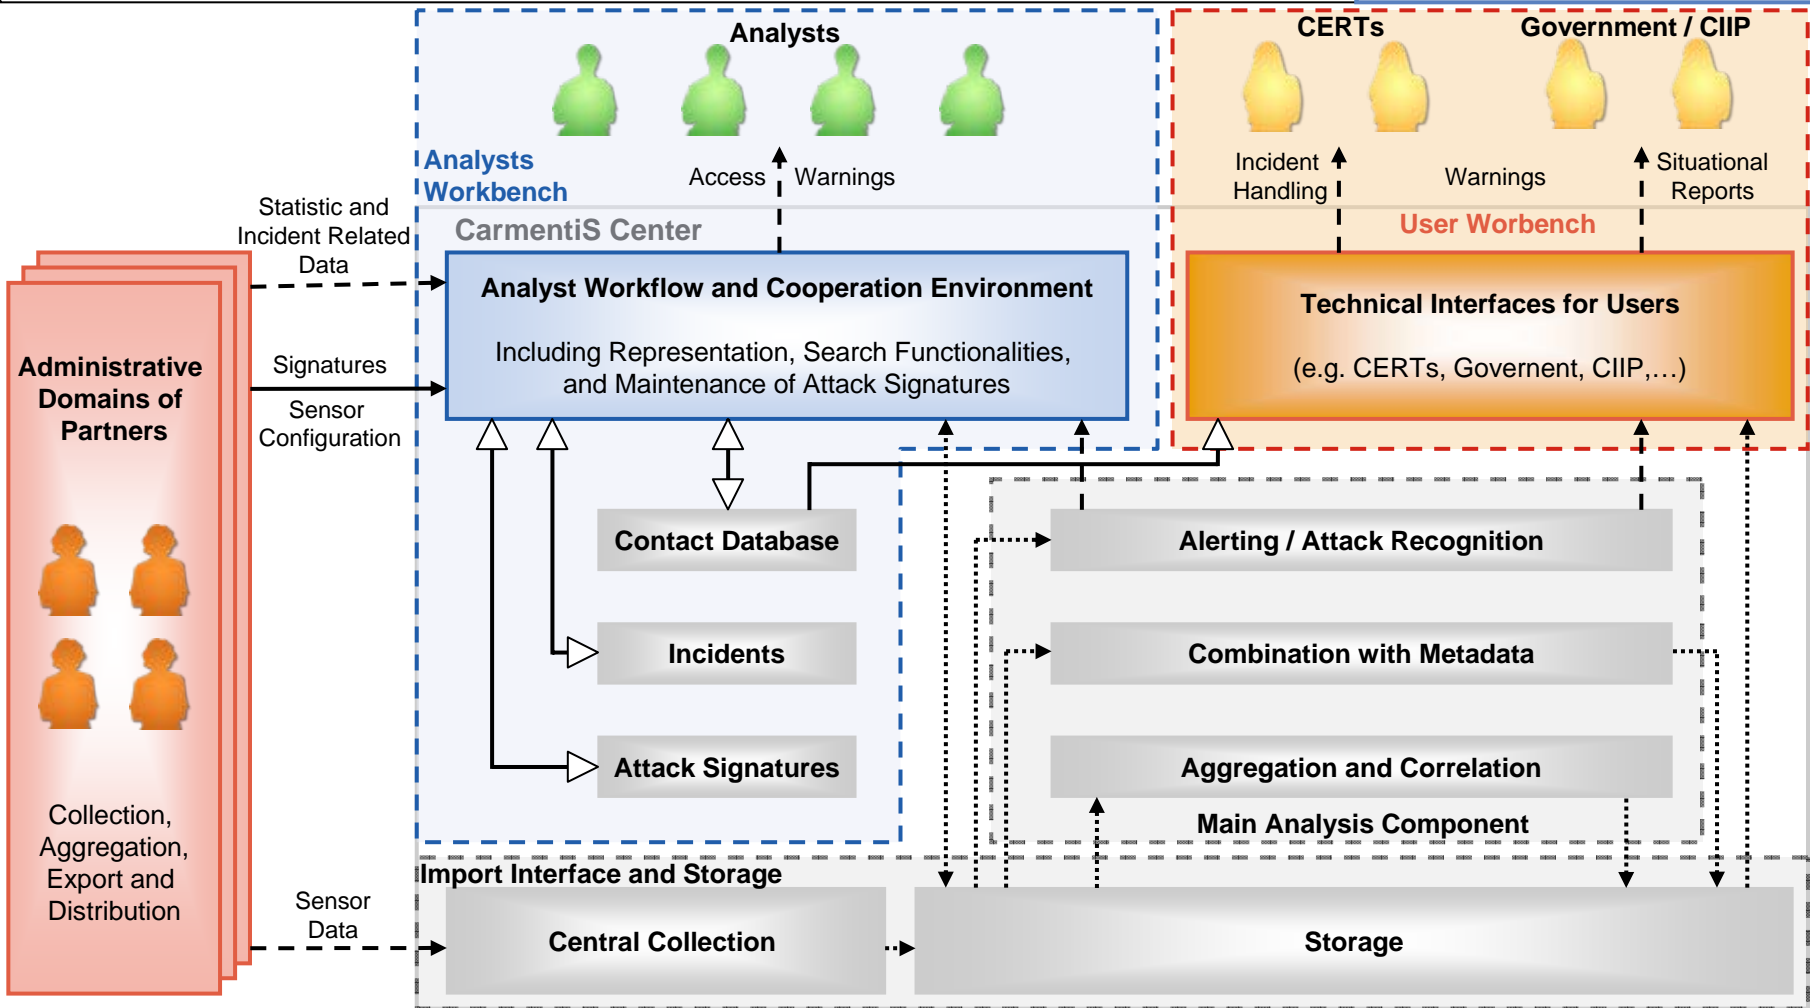 Analysts
CERTs
Government / CIIP
Analysts
Workbench
Access
Warnings
Incident
Handling
Warnings
Situational
Reports
Statistic and
Incident Related
Data
CarmentiS Center
User Worbench
Analyst Workflow and Cooperation Environment
Including Representation, Search Functionalities,
and Maintenance of Attack Signatures
Technical Interfaces for Users
(e.g. CERTs, Governent, CIIP,…)
Administrative
Domains of
Partners
Signatures
Sensor
Configuration
Contact Database
Alerting / Attack Recognition
Incidents
Combination with Metadata
Attack Signatures
Aggregation and Correlation
Main Analysis Component
Collection,
Aggregation,
Export and
Distribution
Import Interface and Storage
Sensor
Data
Central Collection
Storage